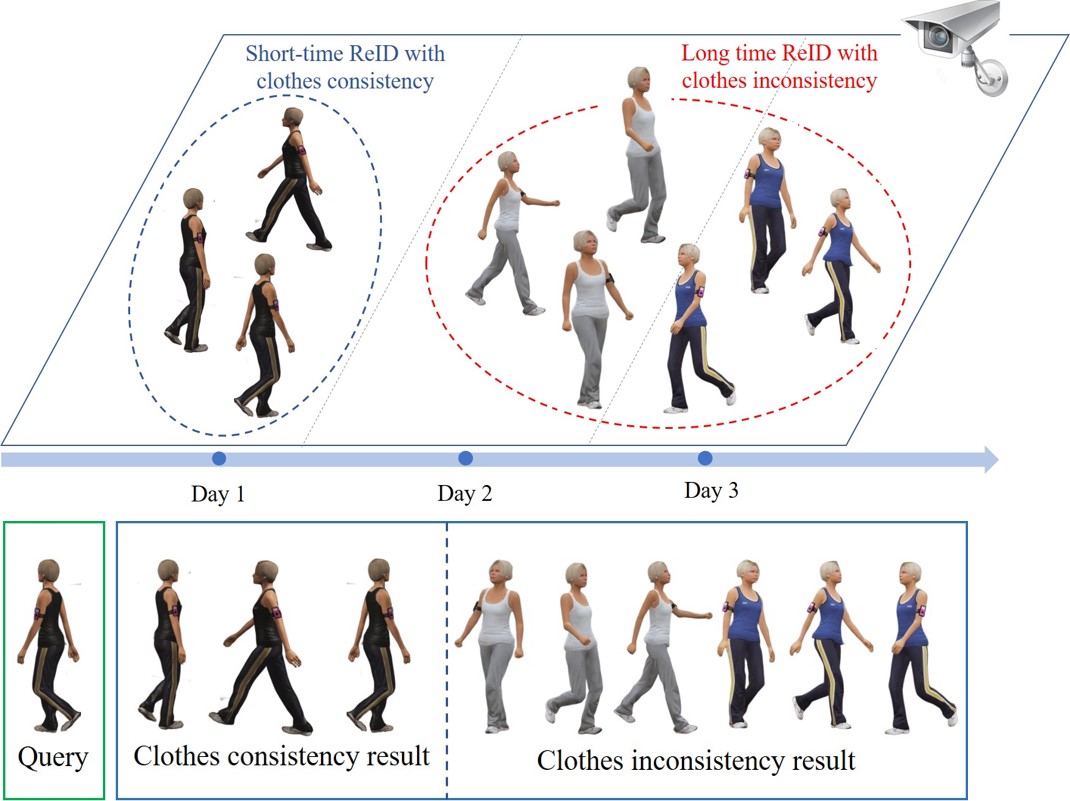 Short-time ReID with
clothes consistency
Long time ReID with
clothes inconsistency
Day 1
Day 2
Day 3
Query
Clothes consistency result
Clothes inconsistency result